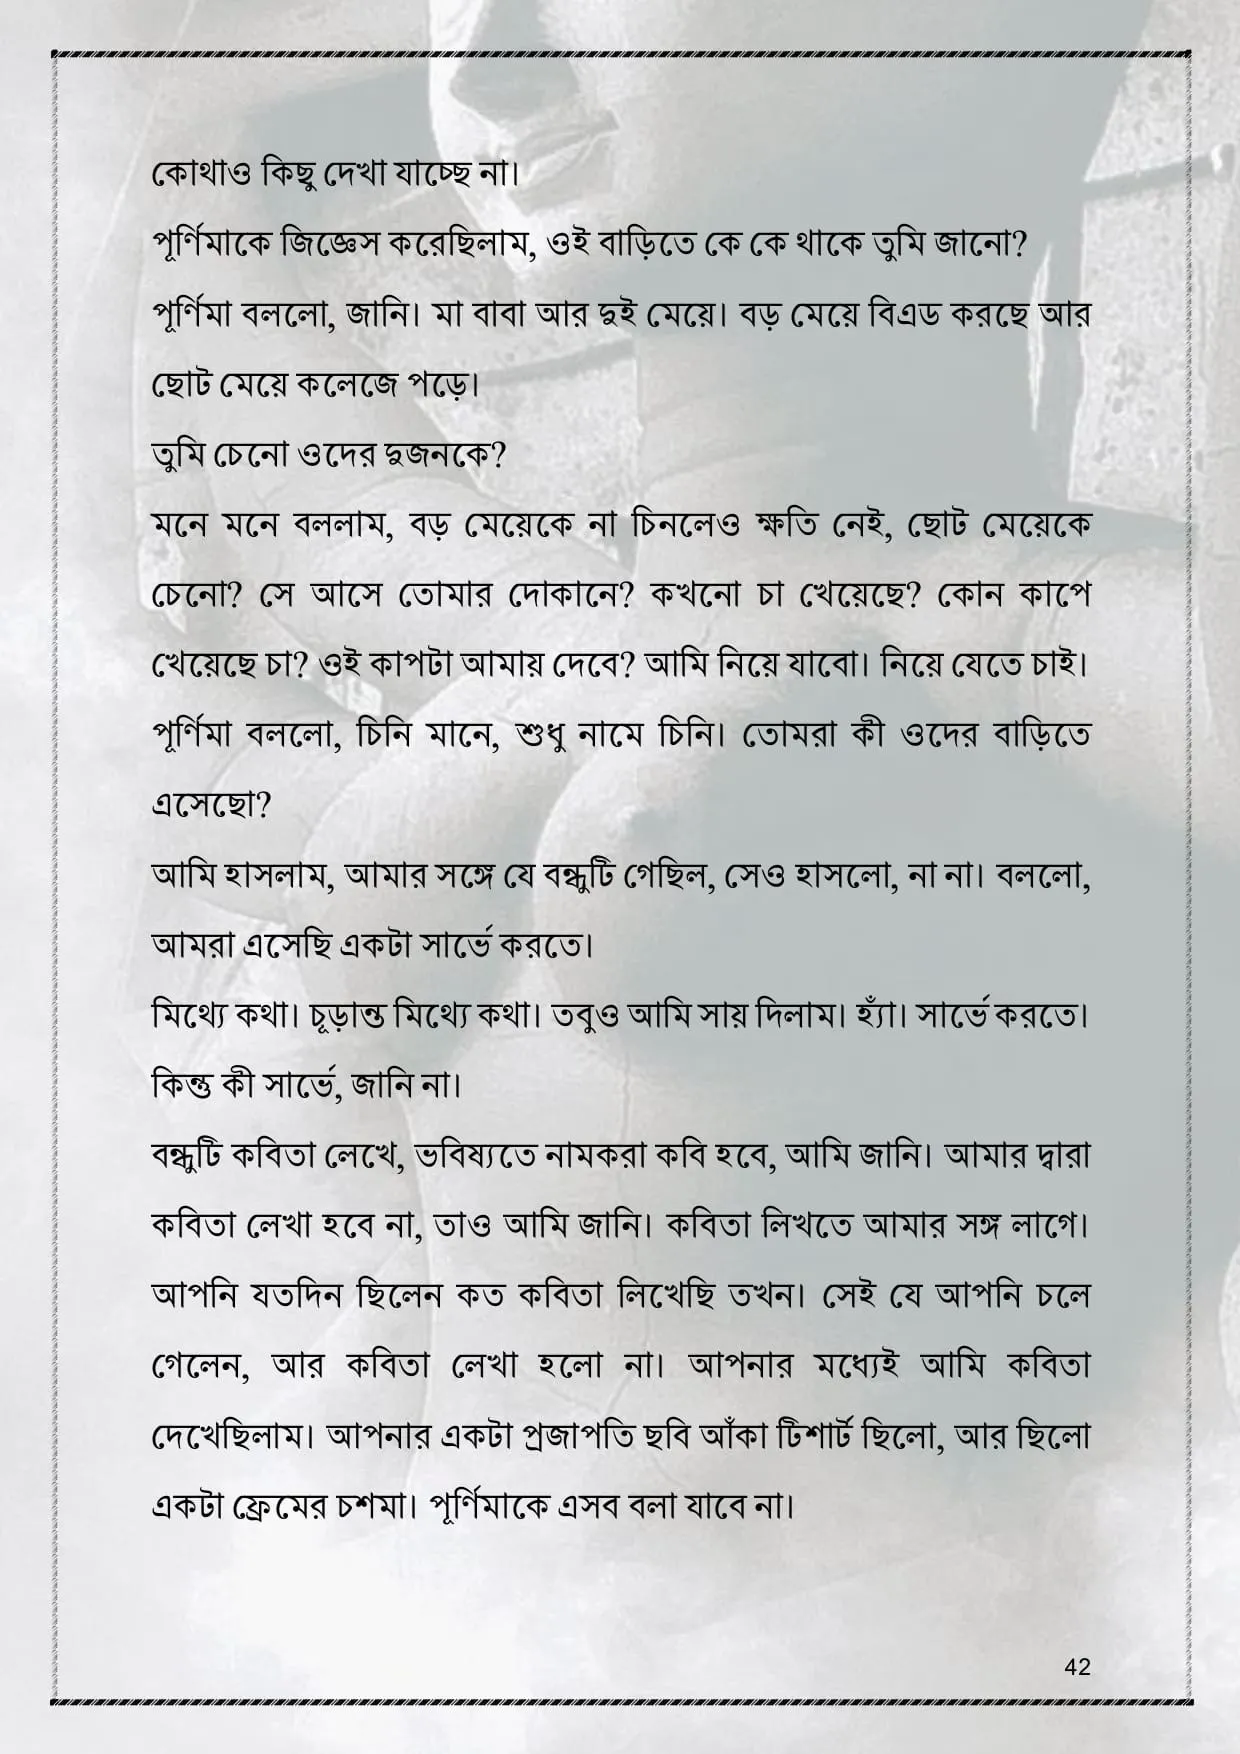 কোথাও কিছু দেখা যাচ্ছে না।
পূর্ণিমাকে জিজ্ঞেস করেছিলাম, ওই বাড়িতে কে কে থাকে তুমি জানো?
পূর্ণিমা বললো, জানি। মা বাবা আর দুই মেয়ে। বড় মেয়ে বিএড করছে আর
ছোট মেয়ে কলেজে পড়ে।
তুমি চেনো ওদের দুজনকে?
মনে মনে বললাম, বড় মেয়েকে না চিনলেও ক্ষতি নেই, ছোট মেয়েকে
চেনো? সে আসে তোমার দোকানে? কখনো চা খেয়েছে? কোন কাপে
খেয়েছে চা? ওই কাপটা আমায় দেবে? আমি নিয়ে যাবো। নিয়ে যেতে চাই।
পূর্ণিমা বললো, চিনি মানে, শুধু নামে চিনি। তোমরা কী ওদের বাড়িতে
এসেছো?
আমি হাসলাম, আমার সঙ্গে যে বন্ধুটি গেছিল, সেও হাসলো, না না। বললো,
আমরা এসেছি একটা সার্ভে করতে।
মিথ্যে কথা। চূড়ান্ত মিথ্যে কথা। তবুও আমি সায় দিলাম। হ্যাঁ। সার্ভে করতে।
কিন্তু কী সার্ভে, জানি না।
বন্ধুটি কবিতা লেখে, ভবিষ্যতে নামকরা কবি হবে, আমি জানি। আমার দ্বারা
কবিতা লেখা হবে না, তাও আমি জানি। কবিতা লিখতে আমার সঙ্গ লাগে।
আপনি যতদিন ছিলেন কত কবিতা লিখেছি তখন। সেই যে আপনি চলে
গেলেন, আর কবিতা লেখা হলো না। আপনার মধ্যেই আমি কবিতা
দেখেছিলাম। আপনার একটা প্রজাপতি ছবি আঁকা টিশার্ট ছিলো, আর ছিলো
একটা ফ্রেমের চশমা। পূর্ণিমাকে এসব বলা যাবে না।
42